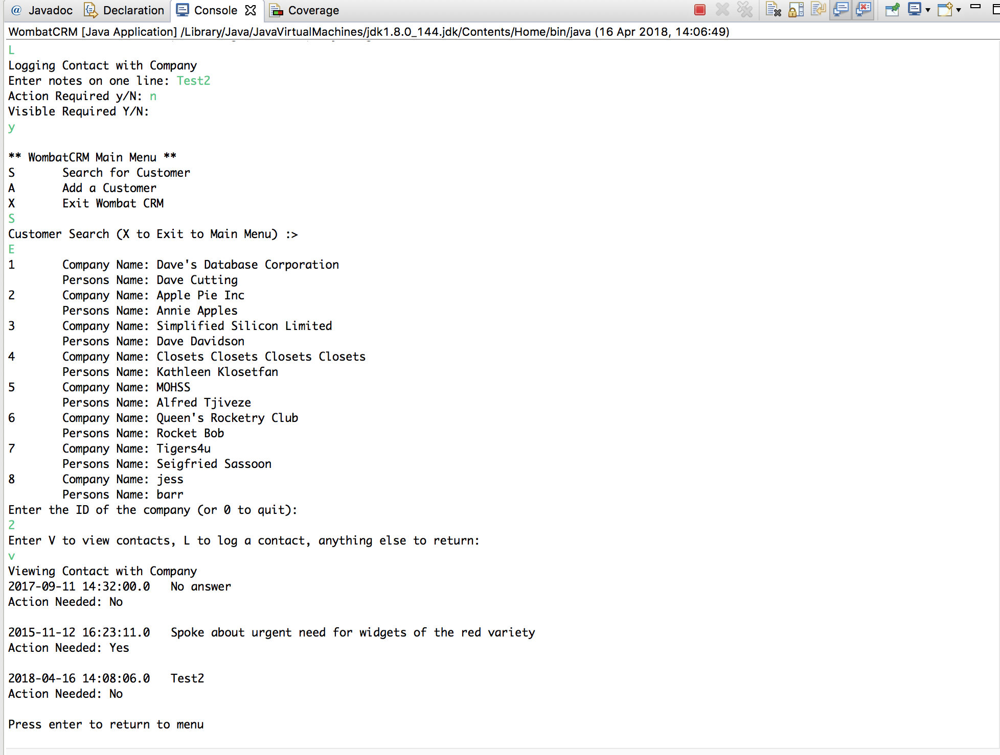 @ Javadoc Declaration Console Coverage
WombatCRM [Java Application] /Library/Java/JavaVirtualMachines/jdk1.8.0_144.jdk/Contents/Home/bin/java (16 Apr 2018, 14:06:49)
L
Logging Contact with Company
Enter notes on one line: Test2
Action Required y/N: n
Visible Required Y/N:
y
** WombatCRM Main Menu **
S Search for Customer
A Add a Customer
X Exit Wombat CRM
S
Customer Search (X to Exit to Main Menu) :>
E
1 Company Name: Dave's Database Corporation
Persons Name: Dave Cutting
2 Company Name: Apple Pie Inc
Persons Name: Annie Apples
3 Company Name: Simplified Silicon Limited
Persons Name: Dave Davidson
4 Company Name: Closets Closets Closets Closets
Persons Name: Kathleen Klosetfan
5 Company Name: MOHSS
Persons Name: Alfred Tjiveze
6 Company Name: Queen's Rocketry Club
Persons Name: Rocket Bob
7 Company Name: Tigers4u
Persons Name: Seigfried Sassoon
8 Company Name: jess
Persons Name: barr
Enter the ID of the company (or 0 to quit):
2
Enter V to view contacts, L to log a contact, anything else to return:
v
Viewing Contact with Company
2017-09-11 14:32:00.0 No answer
Action Needed: No
2015-11-12 16:23:11.0 Spoke about urgent need for widgets of the red variety
Action Needed: Yes
2018-04-16 14:08:06.0 Test2
Action Needed: No
Press enter to return to menu